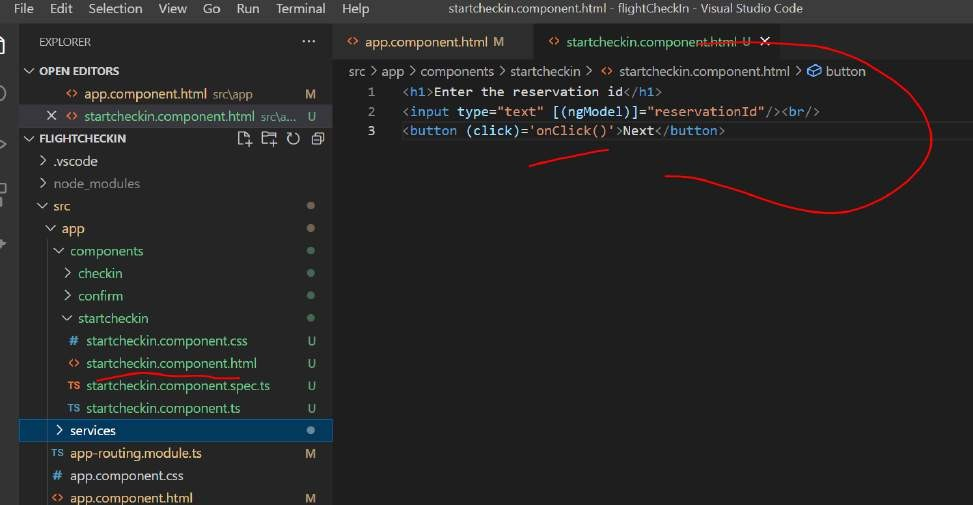 File Edit Selection View Go Run Terminal Help
startcheckin.component.html - flightCheckIn - Visual Studio Code
EXPLORER
OPEN EDITORS
app.component.html src\app M
startcheckin.component.html src\a... U
FLIGHTCHECKIN
.vscode
node_modules
src
app
components
checkin
confirm
startcheckin
# startcheckin.component.css U
<> startcheckin.component.html U
TS startcheckin.component.spec.ts U
TS startcheckin.component.ts U
services
TS app-routing.module.ts M
# app.component.css
<> app.component.html M
<> app.component.html M
<> startcheckin.component.html U
src > app > components > startcheckin > <> startcheckin.component.html > button
1 <h1>Enter the reservation id</h1>
2 <input type="text" [(ngModel)]="reservationId"/><br/>
3 <button (click)='onClick()'>Next</button>